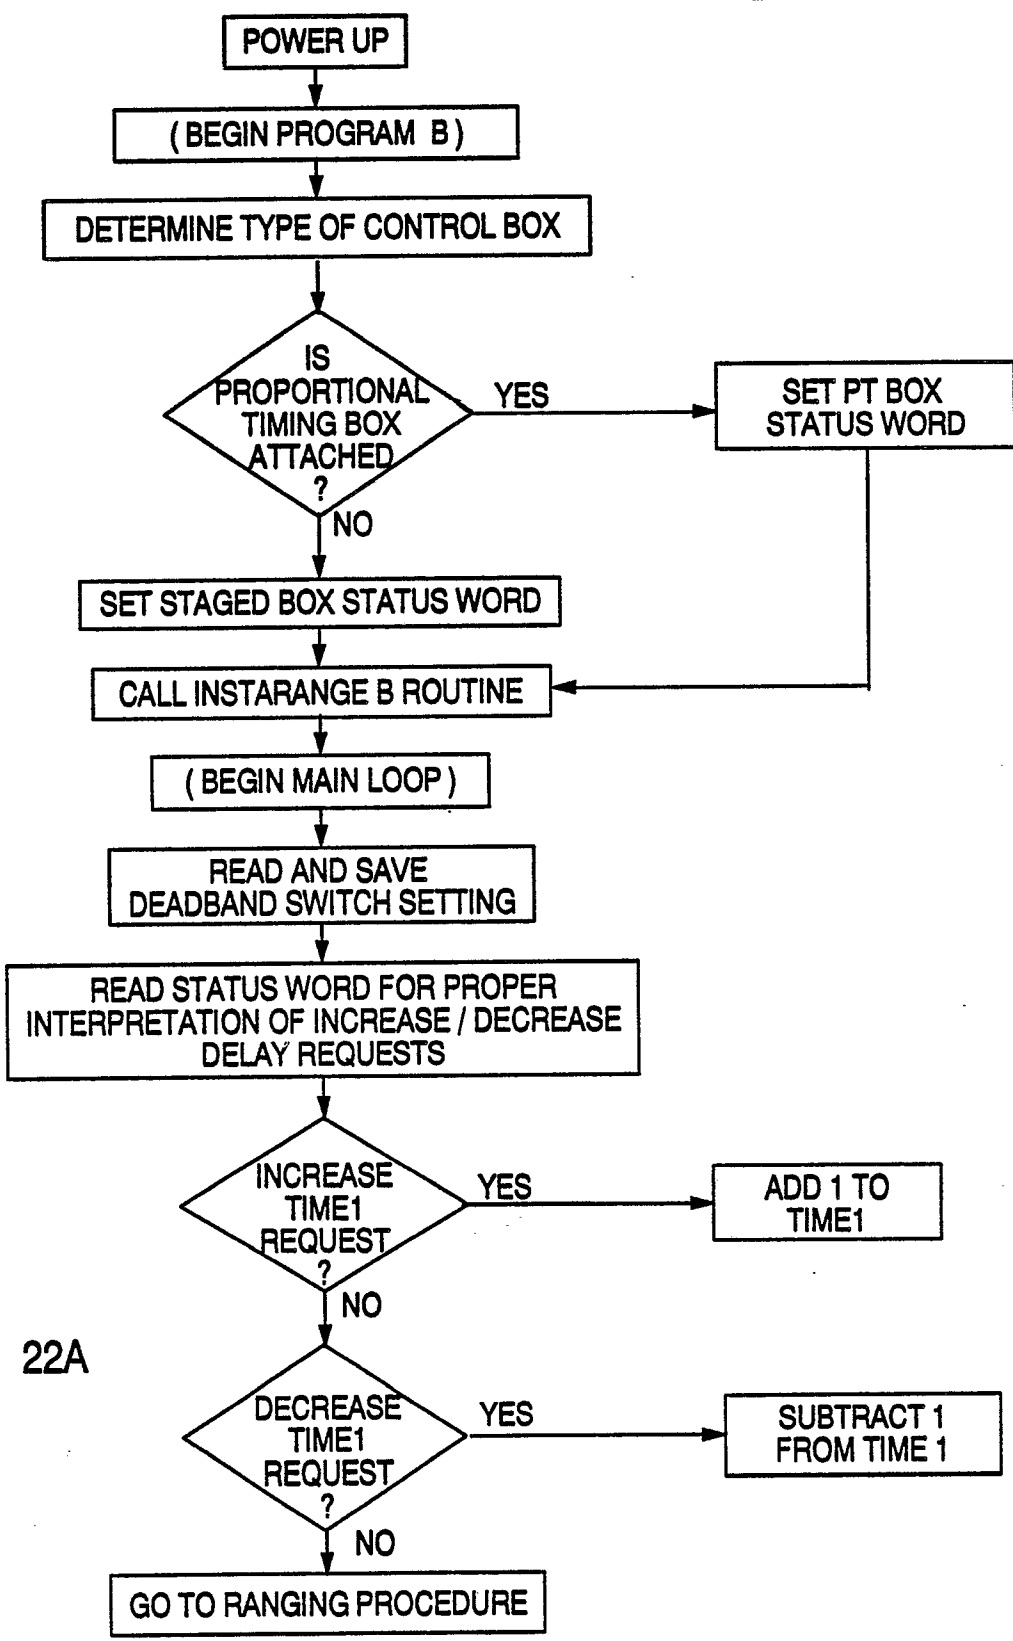 POWER UP
( BEGIN PROGRAM B )
DETERMINE TYPE OF CONTROL BOX
IS
PROPORTIONAL
TIMING BOX
ATTACHED
?
YES
SET PT BOX
STATUS WORD
NO
SET STAGED BOX STATUS WORD
CALL INSTARANGE B ROUTINE
( BEGIN MAIN LOOP )
READ AND SAVE
DEADBAND SWITCH SETTING
READ STATUS WORD FOR PROPER
INTERPRETATION OF INCREASE / DECREASE
DELAY REQUESTS
INCREASE
TIME1
REQUEST
?
YES
ADD 1 TO
TIME1
NO
22A
DECREASE
TIME1
REQUEST
?
YES
SUBTRACT 1
FROM TIME 1
NO
GO TO RANGING PROCEDURE